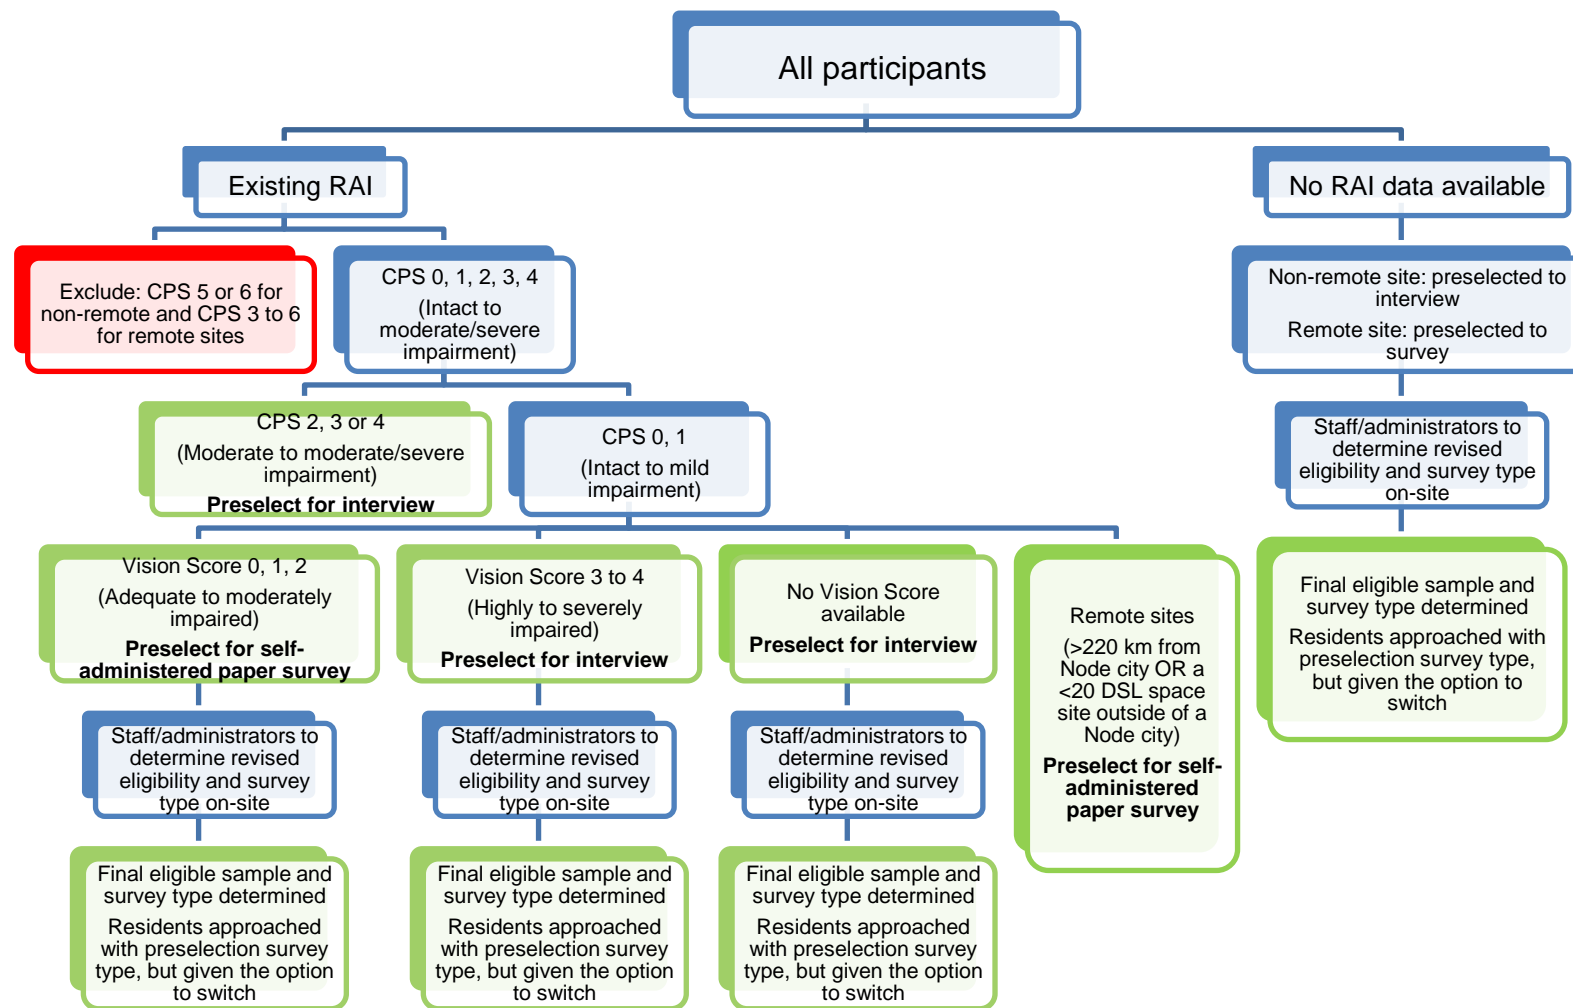 All participants
Existing RAI
No RAI data available
Exclude: CPS 5 or 6 for
non-remote and CPS 3 to 6
for remote sites
CPS 0, 1, 2, 3, 4
(Intact to
moderate/severe
impairment)
Non-remote site: preselected to
interview
Remote site: preselected to
survey
CPS 2, 3 or 4
(Moderate to moderate/severe
impairment)
Preselect for interview
CPS 0, 1
(Intact to mild
impairment)
Staff/administrators to
determine revised
eligibility and survey type
on-site
Vision Score 0, 1, 2
(Adequate to moderately
impaired)
Preselect for self-
administered paper survey
Vision Score 3 to 4
(Highly to severely
impaired)
Preselect for interview
No Vision Score
available
Preselect for interview
Remote sites
(>220 km from
Node city OR a
<20 DSL space
site outside of a
Node city)
Preselect for self-
administered
paper survey
Final eligible sample and
survey type determined
Residents approached with
preselection survey type,
but given the option to
switch
Staff/administrators to
determine revised
eligibility and survey
type on-site
Staff/administrators to
determine revised
eligibility and survey
type on-site
Staff/administrators to
determine revised
eligibility and survey
type on-site
Final eligible sample and
survey type determined
Residents approached
with preselection survey
type, but given the option
to switch
Final eligible sample and
survey type determined
Residents approached
with preselection survey
type, but given the option
to switch
Final eligible sample and
survey type determined
Residents approached
with preselection survey
type, but given the option
to switch